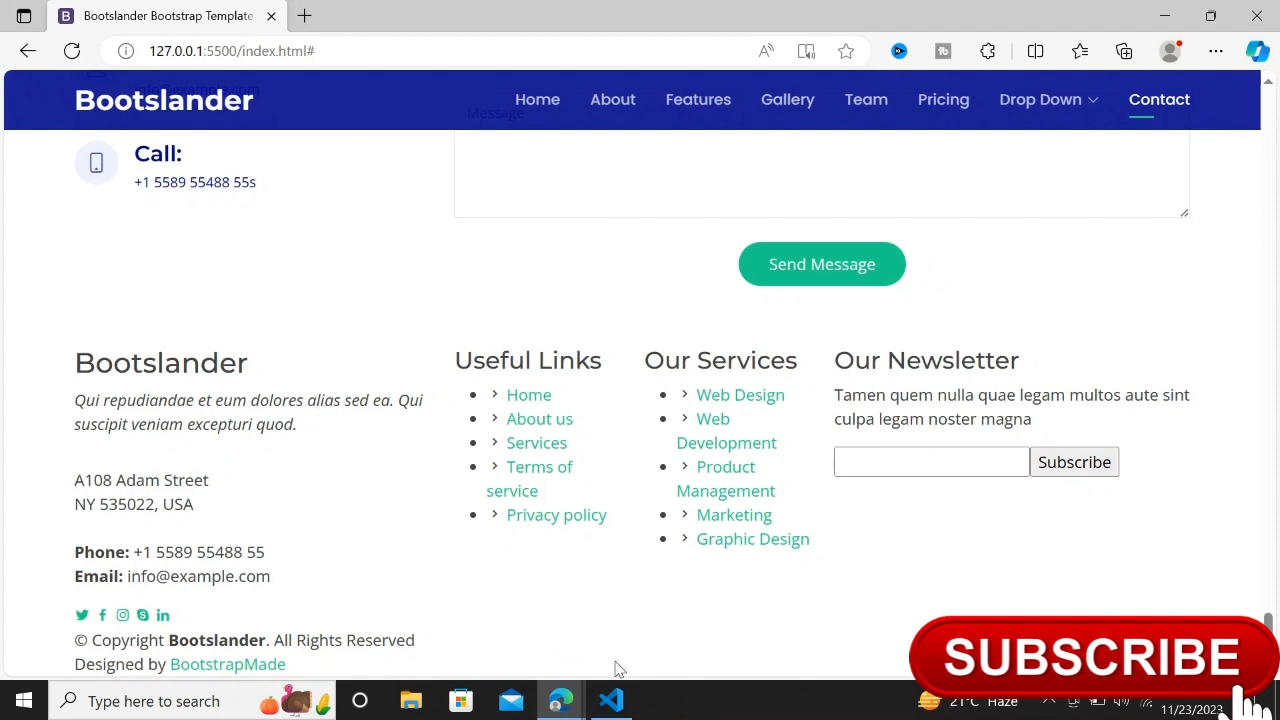 Bootslander Bootstrap Template
127.0.0.1:5500/index.html#
info@example.com
Bootslander
Home
About
Features
Gallery
Team
Pricing
Drop Down
Contact
Message
Call:
+1 5589 55488 55s
Send Message
Bootslander
Qui repudiandae et eum dolores alias sed ea. Qui
suscipit veniam excepturi quod.
A108 Adam Street
NY 535022, USA
Phone: +1 5589 55488 55
Email: info@example.com
© Copyright Bootslander. All Rights Reserved
Designed by BootstrapMade
Useful Links
Home
About us
Services
Terms of
service
Privacy policy
Our Services
Web Design
Web
Development
Product
Management
Marketing
Graphic Design
Our Newsletter
Tamen quem nulla quae legam multos aute sint
culpa legam noster magna
Subscribe
SUBSCRIBE
Type here to search
21°C Haze
11/23/2023